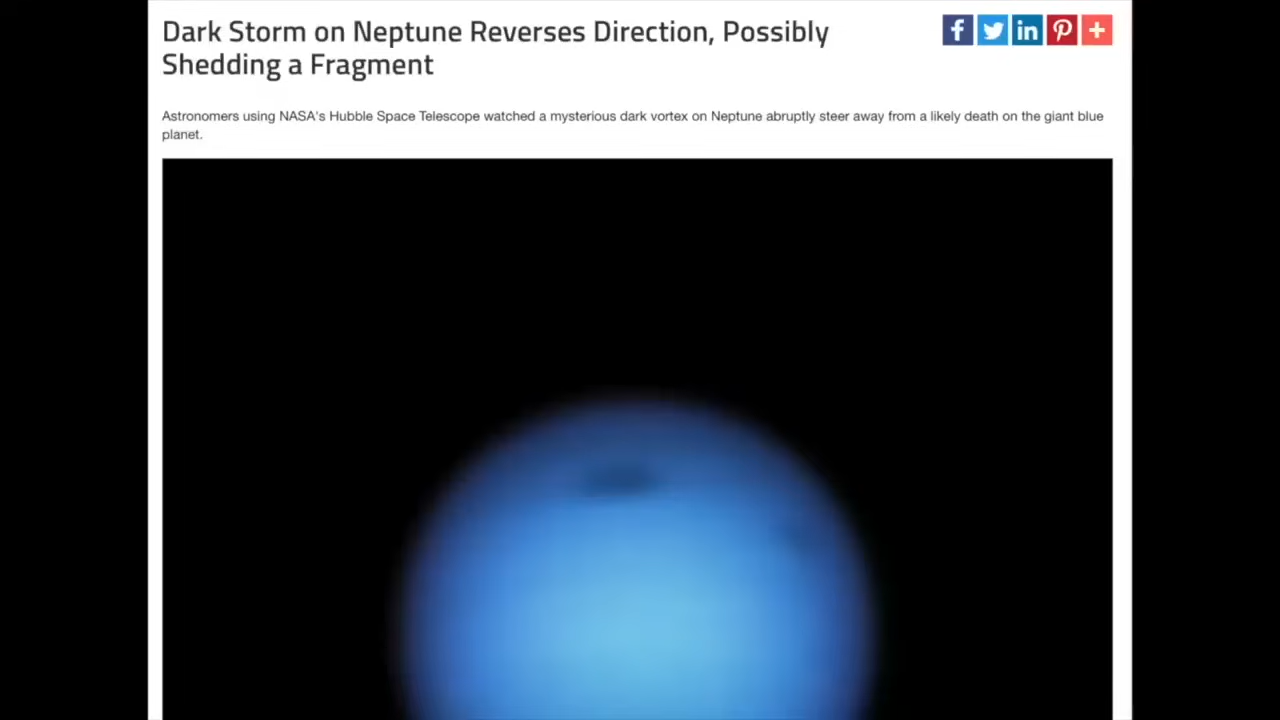 Dark Storm on Neptune Reverses Direction, Possibly
Shedding a Fragment
Astronomers using NASA's Hubble Space Telescope watched a mysterious dark vortex on Neptune abruptly steer away from a likely death on the giant blue
planet.